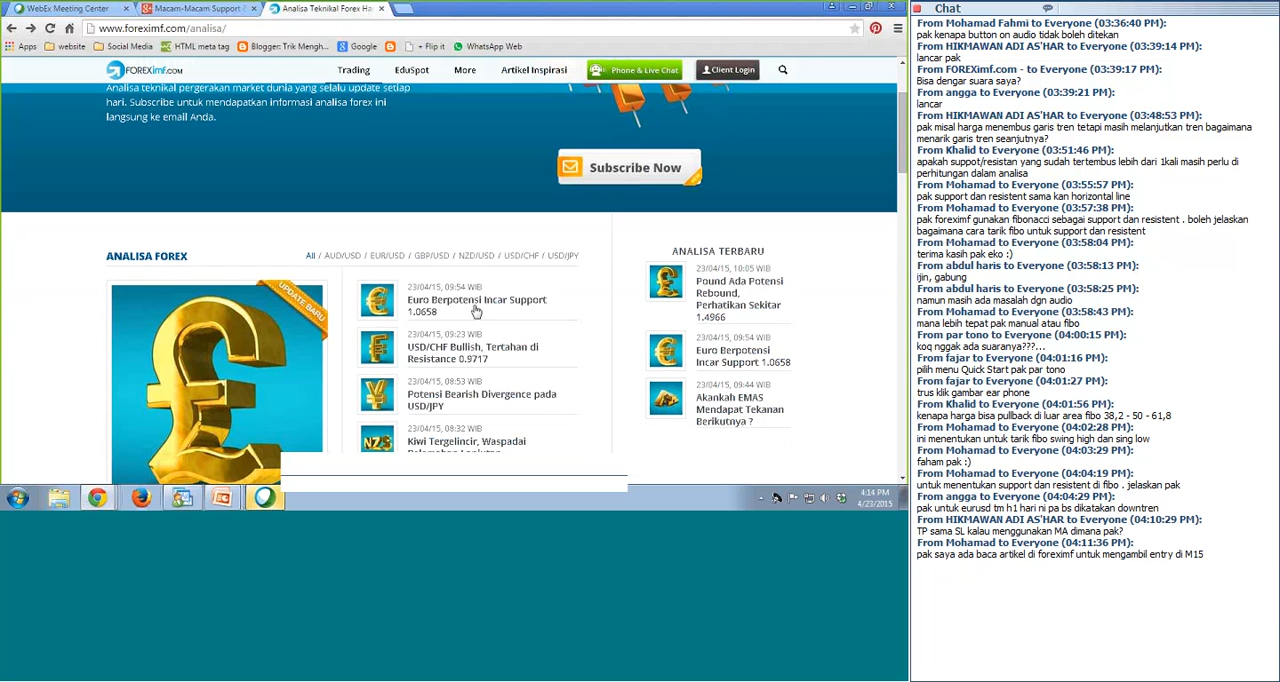 WebEx Meeting Center
Macam-Macam Support &
Analisa Teknikal Forex Ha
www.foreximf.com/analisa/
Apps
website
Social Media
HTML meta tag
Blogger: Trik Mengh...
Google
+ Flip it
WhatsApp Web
FOREXimf.COM
Trading
EduSpot
More
Artikel Inspirasi
Phone & Live Chat
Client Login
Analisa teknikal pergerakan market dunia yang selalu update setiap
hari. Subscribe untuk mendapatkan informasi analisa forex ini
langsung ke email Anda.
Subscribe Now
ANALISA FOREX
All / AUD/USD / EUR/USD / GBP/USD / NZD/USD / USD/CHF / USD/JPY
UPDATE BARU
23/04/15, 09:54 WIB
Euro Berpotensi Incar Support
1.0658
23/04/15, 09:23 WIB
USD/CHF Bullish, Tertahan di
Resistance 0.9717
23/04/15, 08:53 WIB
Potensi Bearish Divergence pada
USD/JPY
NZ$
23/04/15, 08:32 WIB
Kiwi Tergelincir, Waspadai
ANALISA TERBARU
23/04/15, 10:05 WIB
Pound Ada Potensi
Rebound,
Perhatikan Sekitar
1.4966
23/04/15, 09:54 WIB
Euro Berpotensi
Incar Support 1.0658
23/04/15, 09:44 WIB
Akankah EMAS
Mendapat Tekanan
Berikutnya ?
4:14 PM
4/23/2015
Chat
From Mohamad Fahmi to Everyone (03:36:40 PM):
pak kenapa button on audio tidak boleh ditekan
From HIKMAWAN ADI AS'HAR to Everyone (03:39:14 PM):
lancar pak
From FOREXimf.com - to Everyone (03:39:17 PM):
Bisa dengar suara saya?
From angga to Everyone (03:39:21 PM):
lancar
From HIKMAWAN ADI AS'HAR to Everyone (03:48:53 PM):
pak misal harga menembus garis tren tetapi masih melanjutkan tren bagaimana
menarik garis tren seanjutnya?
From Khalid to Everyone (03:51:46 PM):
apakah suppot/resistan yang sudah tertembus lebih dari 1kali masih perlu di
perhitungan dalam analisa
From Mohamad to Everyone (03:55:57 PM):
pak support dan resistent sama kan horizontal line
From Mohamad to Everyone (03:57:38 PM):
pak foreximf gunakan fibonacci sebagai support dan resistent . boleh jelaskan
bagaimana cara tarik fibo untuk support dan resistent
From Mohamad to Everyone (03:58:04 PM):
terima kasih pak eko :)
From abdul haris to Everyone (03:58:13 PM):
ijin, gabung
From abdul haris to Everyone (03:58:25 PM):
namun masih ada masalah dgn audio
From Mohamad to Everyone (03:58:43 PM):
mana lebih tepat pak manual atau fibo
From par tono to Everyone (04:00:15 PM):
koq nggak ada suaranya???...
From fajar to Everyone (04:01:16 PM):
pilih menu Quick Start pak par tono
From fajar to Everyone (04:01:27 PM):
trus klik gambar ear phone
From Khalid to Everyone (04:01:56 PM):
kenapa harga bisa pullback di luar area fibo 38,2 - 50 - 61,8
From Mohamad to Everyone (04:02:28 PM):
ini menentukan untuk tarik fibo swing high dan sing low
From Mohamad to Everyone (04:03:29 PM):
faham pak :)
From Mohamad to Everyone (04:04:19 PM):
untuk menentukan support dan resistent di fibo . jelaskan pak
From angga to Everyone (04:04:29 PM):
pak untuk eurusd tm h1 hari ni pa bs dikatakan downtren
From HIKMAWAN ADI AS'HAR to Everyone (04:10:29 PM):
TP sama SL kalau menggunakan MA dimana pak?
From Mohamad to Everyone (04:11:36 PM):
pak saya ada baca artikel di foreximf untuk mengambil entry di M15